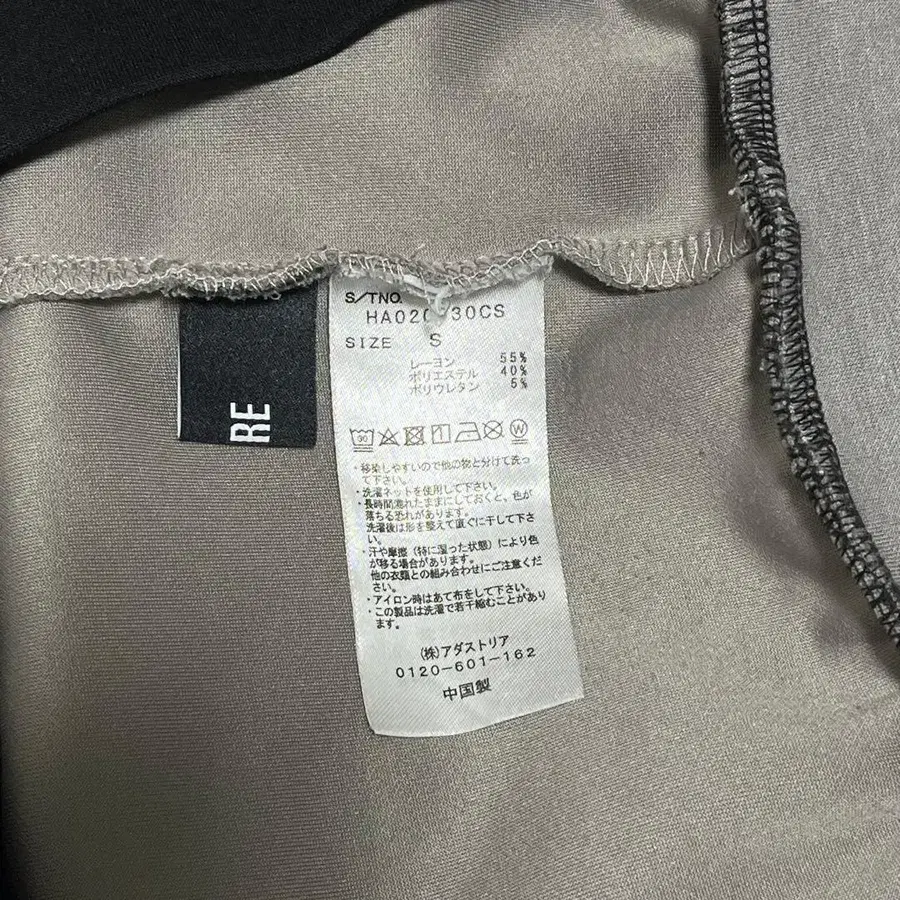 RE
S/TNO.
HA020 /30CS
SIZE S
レーヨン 55%
ポリエステル 40%
ポリウレタン 5%
30
W
・移染しやすいので他の物と分けて洗っ
て下さい。
・洗濯ネットを使用して下さい。
・長時間濡れたままにしておくと、色が
落ちる恐れがあります。
洗濯後は形を整えて直ぐに干して下さ
い。
・汗や摩擦（特に湿った状態）により色
が移る場合があります。
他の衣類との組み合わせにご注意くだ
さい。
・アイロン時はあて布をして下さい。
・この製品は洗濯で若干縮むことがあり
ます。
(株)アダストリア
0120-601-162
中国製